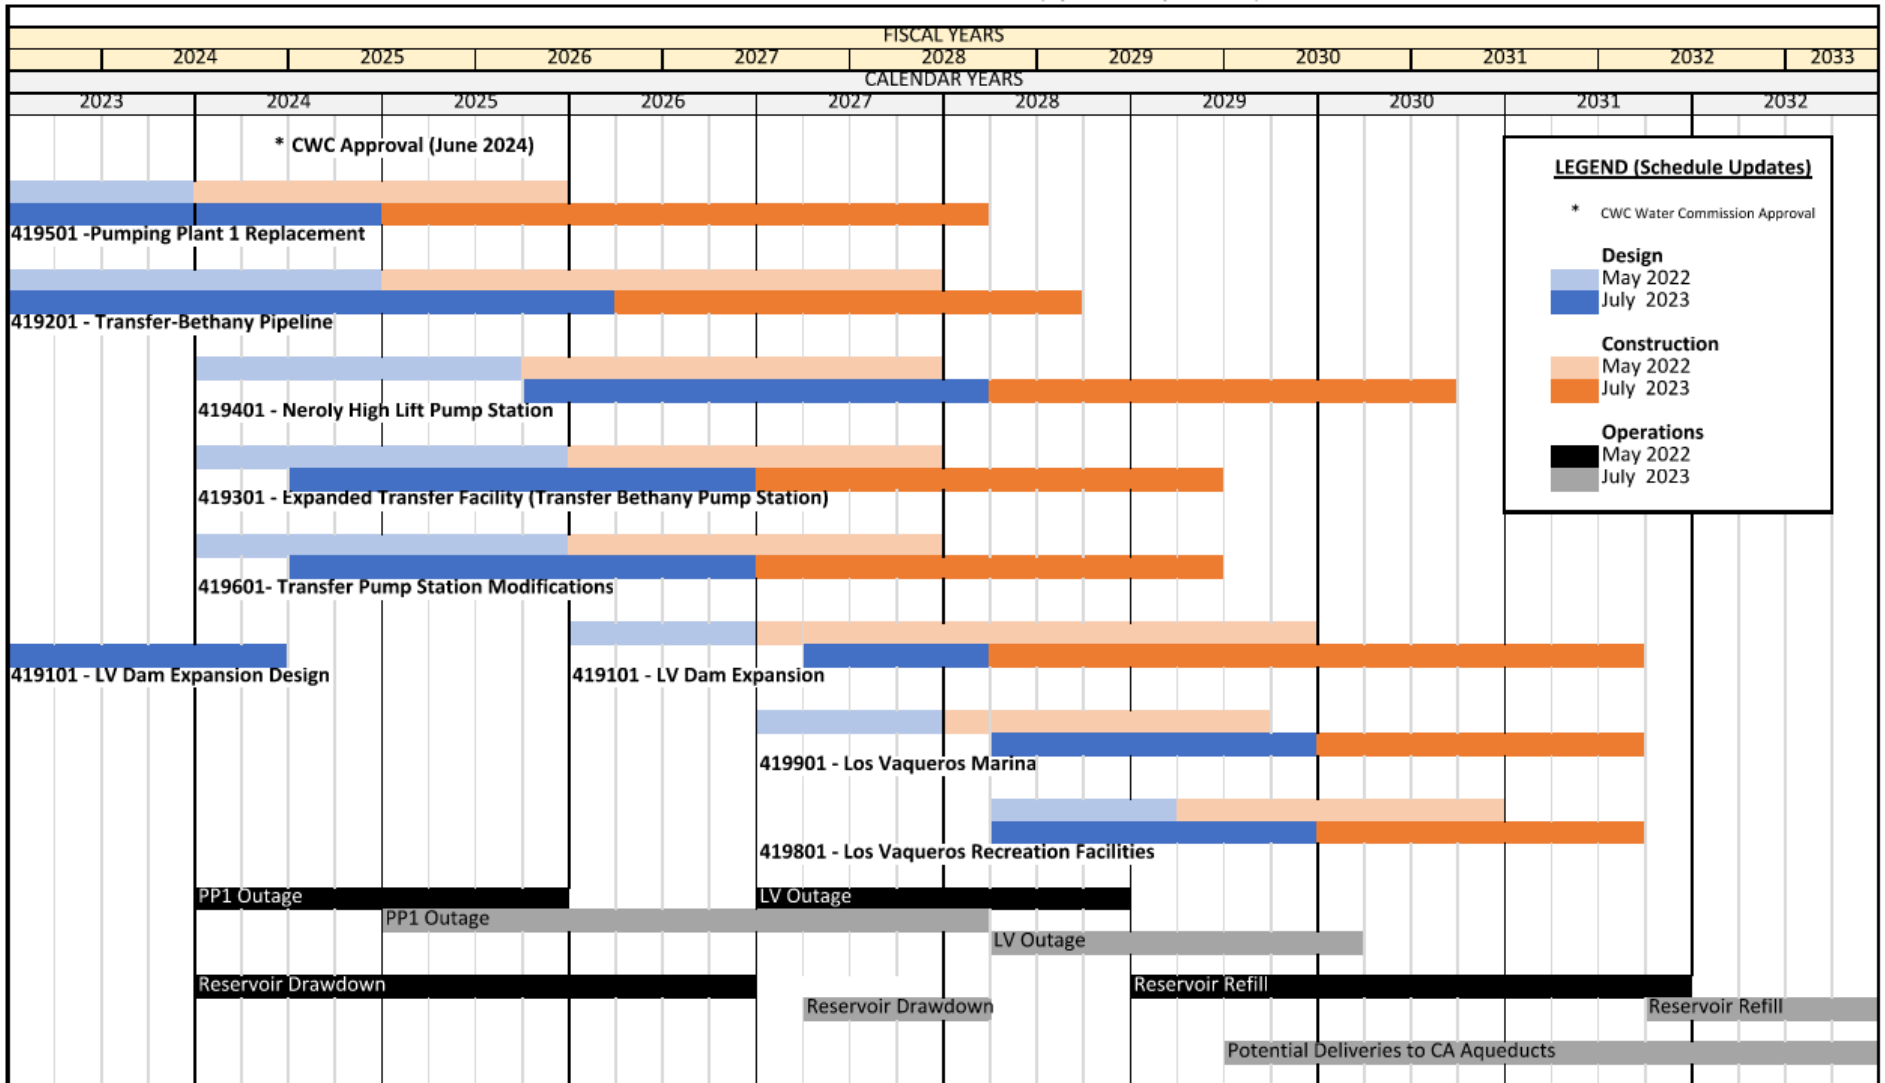 FISCAL YEARS
2024 2025 2026 2027 2028 2029 2030 2031 2032 2033
CALENDAR YEARS
2023 2024 2025 2026 2027 2028 2029 2030 2031 2032
* CWC Approval (June 2024)
419501 -Pumping Plant 1 Replacement
419201 - Transfer-Bethany Pipeline
419401 - Neroly High Lift Pump Station
419301 - Expanded Transfer Facility (Transfer Bethany Pump Station)
419601- Transfer Pump Station Modifications
419101 - LV Dam Expansion Design
419101 - LV Dam Expansion
419901 - Los Vaqueros Marina
419801 - Los Vaqueros Recreation Facilities
PP1 Outage
LV Outage
PP1 Outage
LV Outage
Reservoir Drawdown
Reservoir Refill
Reservoir Drawdown
Reservoir Refill
Potential Deliveries to CA Aqueducts
LEGEND (Schedule Updates)
* CWC Water Commission Approval
Design
May 2022
July 2023
Construction
May 2022
July 2023
Operations
May 2022
July 2023